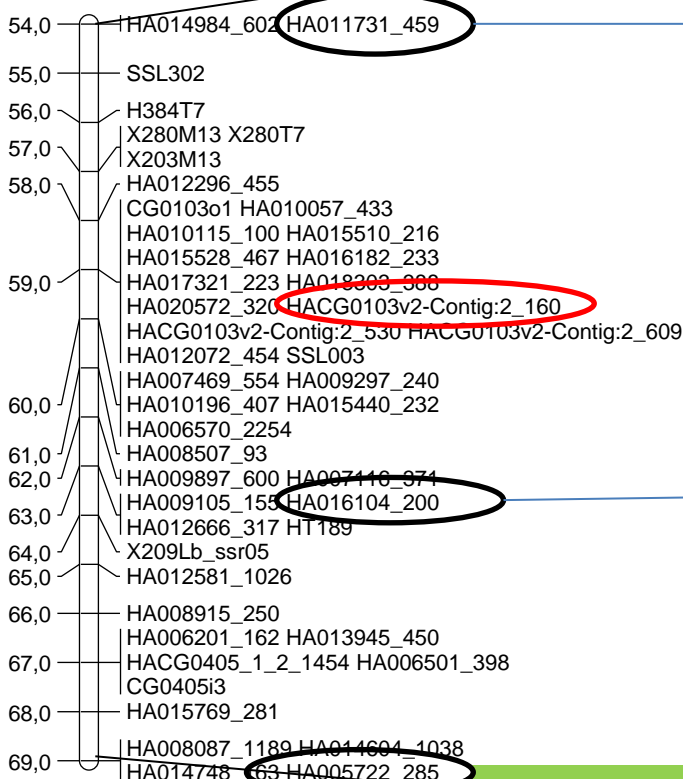 54,0 HA014984_602 HA011731_459
55,0 SSL302
56,0 H384T7
X280M13 X280T7
57,0 X203M13
58,0 HA012296_455
CG0103o1 HA010057_433
HA010115_100 HA015510_216
HA015528_467 HA016182_233
59,0 HA017321_223 HA018303_388
HA020572_320 HACG0103v2-Contig:2_160
HACG0103v2-Contig:2_530 HACG0103v2-Contig:2_609
HA012072_454 SSL003
HA007469_554 HA009297_240
60,0 HA010196_407 HA015440_232
HA006570_2254
61,0 HA008507_93
62,0 HA009897_600 HA007116_371
63,0 HA009105_155 HA016104_200
HA012666_317 HT189
64,0 X209Lb_ssr05
65,0 HA012581_1026
66,0 HA008915_250
HA006201_162 HA013945_450
67,0 HACG0405_1_2_1454 HA006501_398
CG0405i3
68,0 HA015769_281
HA008087_1189 HA014604_1038
69,0 HA005722_285